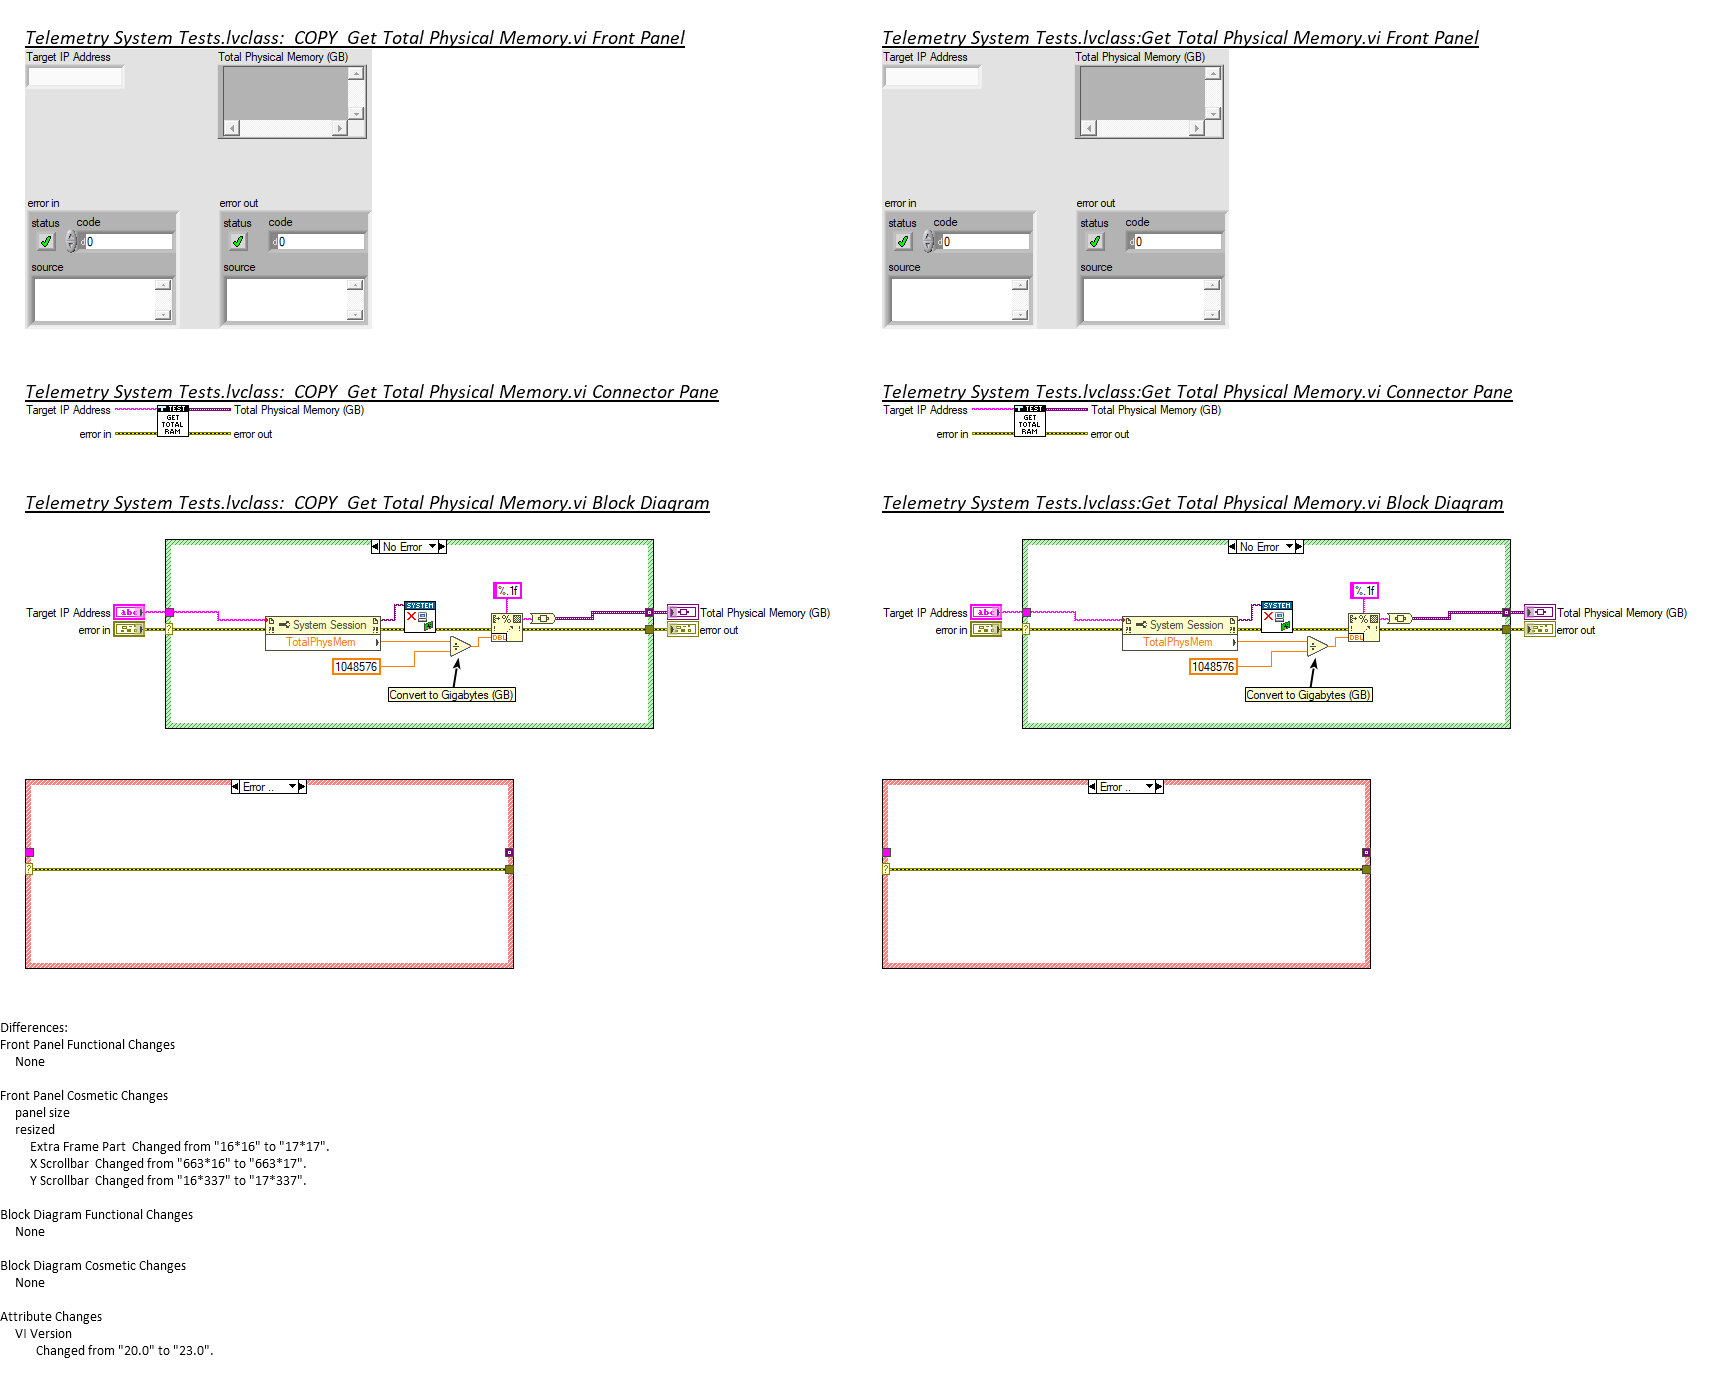 Telemetry System Tests.lvclass:  COPY  Get Total Physical Memory.vi Front Panel
Target IP Address
Total Physical Memory (GB)
error in
error out
status code
d 0
status code
d 0
source
source
Telemetry System Tests.lvclass:Get Total Physical Memory.vi Front Panel
Target IP Address
Total Physical Memory (GB)
error in
error out
status code
d 0
status code
d 0
source
source
Telemetry System Tests.lvclass:  COPY  Get Total Physical Memory.vi Connector Pane
Target IP Address
TEST
GET
TOTAL
RAM
Total Physical Memory (GB)
error in
error out
Telemetry System Tests.lvclass:Get Total Physical Memory.vi Connector Pane
Target IP Address
TEST
GET
TOTAL
RAM
Total Physical Memory (GB)
error in
error out
Telemetry System Tests.lvclass:  COPY  Get Total Physical Memory.vi Block Diagram
No Error
%.1f
SYSTEM
Target IP Address
abc
error in
?
System Session
TotalPhysMem
%
DBL
÷
1048576
Convert to Gigabytes (GB)
Total Physical Memory (GB)
error out
Error ..
?
Telemetry System Tests.lvclass:Get Total Physical Memory.vi Block Diagram
No Error
%.1f
SYSTEM
Target IP Address
abc
error in
?
System Session
TotalPhysMem
%
DBL
÷
1048576
Convert to Gigabytes (GB)
Total Physical Memory (GB)
error out
Error ..
?
Differences:
Front Panel Functional Changes
None
Front Panel Cosmetic Changes
panel size
resized
Extra Frame Part  Changed from "16*16" to "17*17".
X Scrollbar  Changed from "663*16" to "663*17".
Y Scrollbar  Changed from "16*337" to "17*337".
Block Diagram Functional Changes
None
Block Diagram Cosmetic Changes
None
Attribute Changes
VI Version
Changed from "20.0" to "23.0".